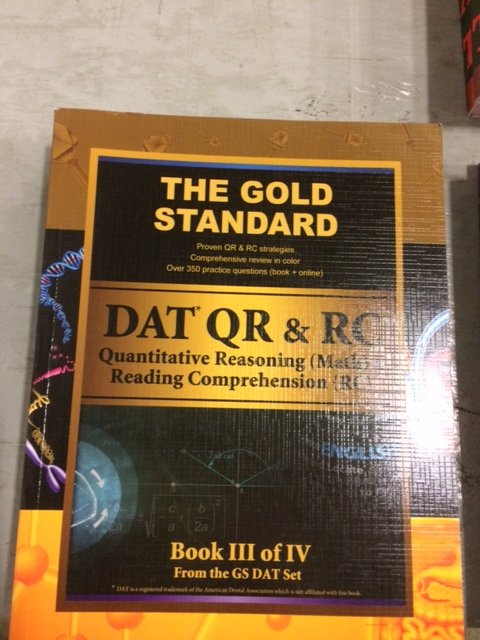 THE GOLD
STANDARD
Proven QR & RC strategies
Comprehensive review in color
Over 350 practice questions (book + online)
DAT* QR & RC
Quantitative Reasoning (Math)
Reading Comprehension (RC)
ENGLISH
Book III of IV
From the GS DAT Set
* DAT is a registered trademark of the American Dental Association which is not affiliated with this book.